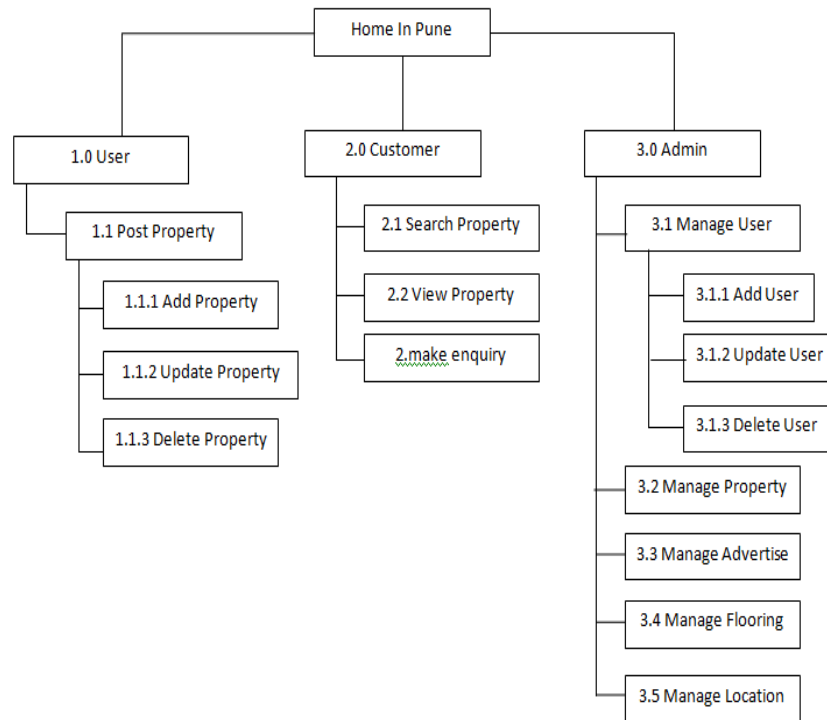 Home In Pune
1.0 User
1.1 Post Property
1.1.1 Add Property
1.1.2 Update Property
1.1.3 Delete Property
2.0 Customer
2.1 Search Property
2.2 View Property
2.make enquiry
3.0 Admin
3.1 Manage User
3.1.1 Add User
3.1.2 Update User
3.1.3 Delete User
3.2 Manage Property
3.3 Manage Advertise
3.4 Manage Flooring
3.5 Manage Location